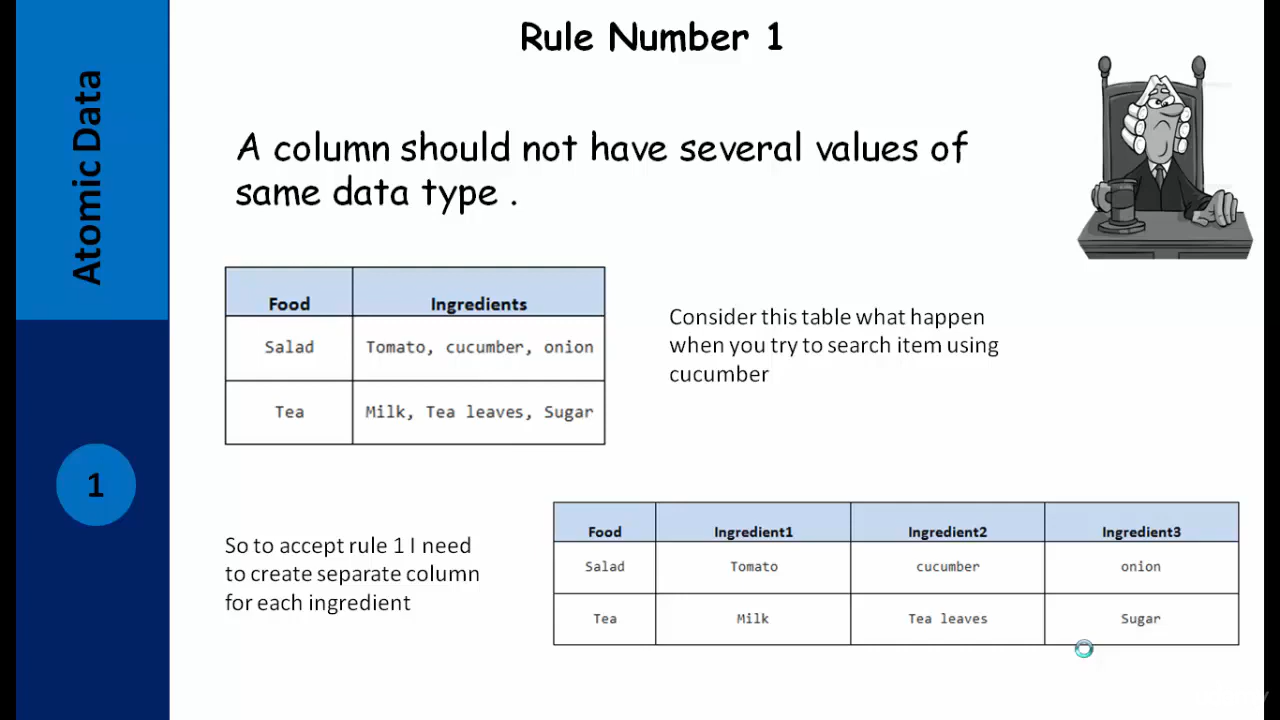 Rule Number 1
Atomic Data
A column should not have several values of
same data type .
Food Ingredients
Salad Tomato, cucumber, onion
Tea Milk, Tea leaves, Sugar
Consider this table what happen
when you try to search item using
cucumber
1
So to accept rule 1 I need
to create separate column
for each ingredient
Food Ingredient1 Ingredient2 Ingredient3
Salad Tomato cucumber onion
Tea Milk Tea leaves Sugar